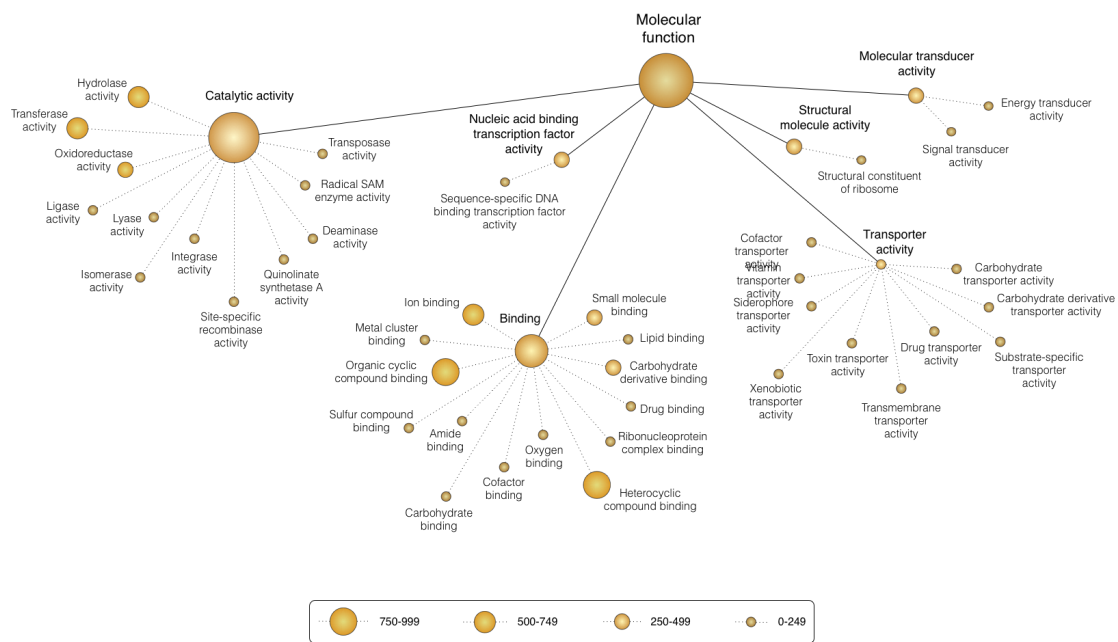 Molecular
function
Molecular transducer
activity
Energy transducer
activity
Signal transducer
activity
Structural
molecule activity
Structural constituent
of ribosome
Nucleic acid binding
transcription factor
activity
Sequence-specific DNA
binding transcription factor
activity
Catalytic activity
Hydrolase
activity
Transferase
activity
Oxidoreductase
activity
Ligase
activity
Lyase
activity
Isomerase
activity
Integrase
activity
Site-specific
recombinase
activity
Quinolinate
synthetase A
activity
Deaminase
activity
Radical SAM
enzyme activity
Transposase
activity
Binding
Ion binding
Metal cluster
binding
Organic cyclic
compound binding
Sulfur compound
binding
Amide
binding
Carbohydrate
binding
Cofactor
binding
Oxygen
binding
Heterocyclic
compound binding
Ribonucleoprotein
complex binding
Drug binding
Carbohydrate
derivative binding
Lipid binding
Small molecule
binding
Transporter
activity
Cofactor
transporter
activity
Vitamin
transporter
activity
Siderophore
transporter
activity
Xenobiotic
transporter
activity
Toxin transporter
activity
Transmembrane
transporter
activity
Drug transporter
activity
Substrate-specific
transporter
activity
Carbohydrate derivative
transporter activity
Carbohydrate
transporter activity
750-999
500-749
250-499
0-249